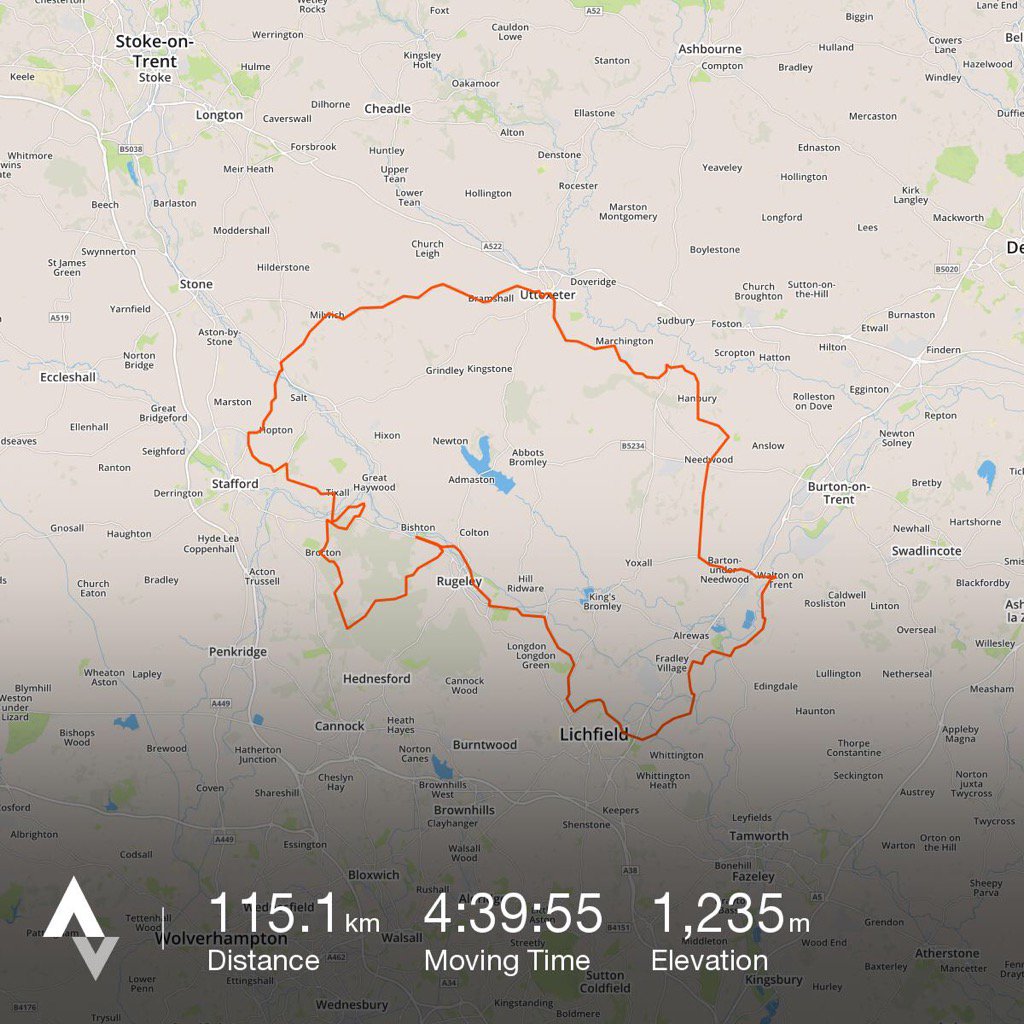 Wetley
Rocks
Foxt
A52
Lane End
Biggin
Werrington
Cauldon
Lowe
Cowers
Lane
Stoke-on-
Trent
Stoke
Keele
Hulme
Kingsley
Holt
Stanton
Ashbourne
Compton
Bradley
Hulland
Hazelwood
Windley
Oakamoor
Longton
Dilhorne
Caverswall
Cheadle
Ellastone
Mercaston
B5038
Forsbrook
Huntley
Alton
Ednaston
Whitmore
Meir Heath
Upper
Tean
Denstone
Yeaveley
Hollington
Lower
Tean
Hollington
Rocester
Kirk
Langley
Beech
Barlaston
Marston
Montgomery
Longford
Mackworth
Lees
Moddershall
Church
Leigh
A522
Boylestone
Swynnerton
St James
Green
Hilderstone
B5020
Stone
Doveridge
Uttoxeter
Bramshall
Church
Broughton
Sutton-on-
the-Hill
Yarnfield
A519
Milwich
Sudbury
Foston
Burnaston
Etwall
Aston-by-
Stone
Marchington
Hilton
Findern
Scropton
Hatton
Norton
Bridge
Eccleshall
Grindley
Kingstone
Egginton
Salt
Hanbury
Rolleston
on Dove
Marston
Great
Bridgeford
Repton
Ellenhall
Hopton
Hixon
Newton
B5234
Anslow
Newton
Solney
Seighford
Abbots
Bromley
Needwood
Ranton
Stafford
Great
Haywood
Admaston
Burton-on-
Trent
Bretby
Derrington
Tixall
Gnosall
Haughton
Hyde Lea
Coppenhall
Bishton
Colton
Newhall
Hartshorne
Swadlincote
Brocton
Yoxall
Barton-
under-
Needwood
Walton on
Trent
Acton
Trussell
Church
Eaton
Bradley
Rugeley
Hill
Ridware
King's
Bromley
Caldwell
Linton
Rosliston
Blackfordby
Alrewas
Overseal
Willesley
Penkridge
Longdon
Longdon
Green
Fradley
Village
Wheaton
Aston
Lapley
Hednesford
Cannock
Wood
Lullington
Netherseal
Edingdale
Measham
Blymhill
Weston
under
Lizard
A449
Haunton
Cannock
Heath
Hayes
Lichfield
Appleby
Magna
Bishops
Wood
Brewood
Hatherton
Junction
Norton
Canes
Burntwood
Whittington
Thorpe
Constantine
Cheslyn
Hay
Whittington
Heath
Seckington
Norton
juxta
Twycross
Coven
Shareshill
Brownhills
West
Austrey
Brownhills
Clayhanger
Keepers
Albrighton
Shenstone
Leyfields
Tamworth
Twycross
A449
Essington
Walsall
Wood
Warton
Orton on
the Hill
Codsall
Bonehill
Fazeley
Bloxwich
Rushall
A38
A5
Sheepy
Parva
Tettenhall
Wood
Grendon
115.1 km
4:39:55
1,235 m
Distance
Moving Time
Elevation
Wolverhampton
Walsall
A462
B4151
Streetly
Middleton
Wood End
Atherstone
Baxterley
Mancetter
Lower
Penn
Ettingshall
A34
Sutton
Coldfield
Kingsbury
Hurley
B4176
Wednesbury
Kingstanding
Boldmere
Trysull